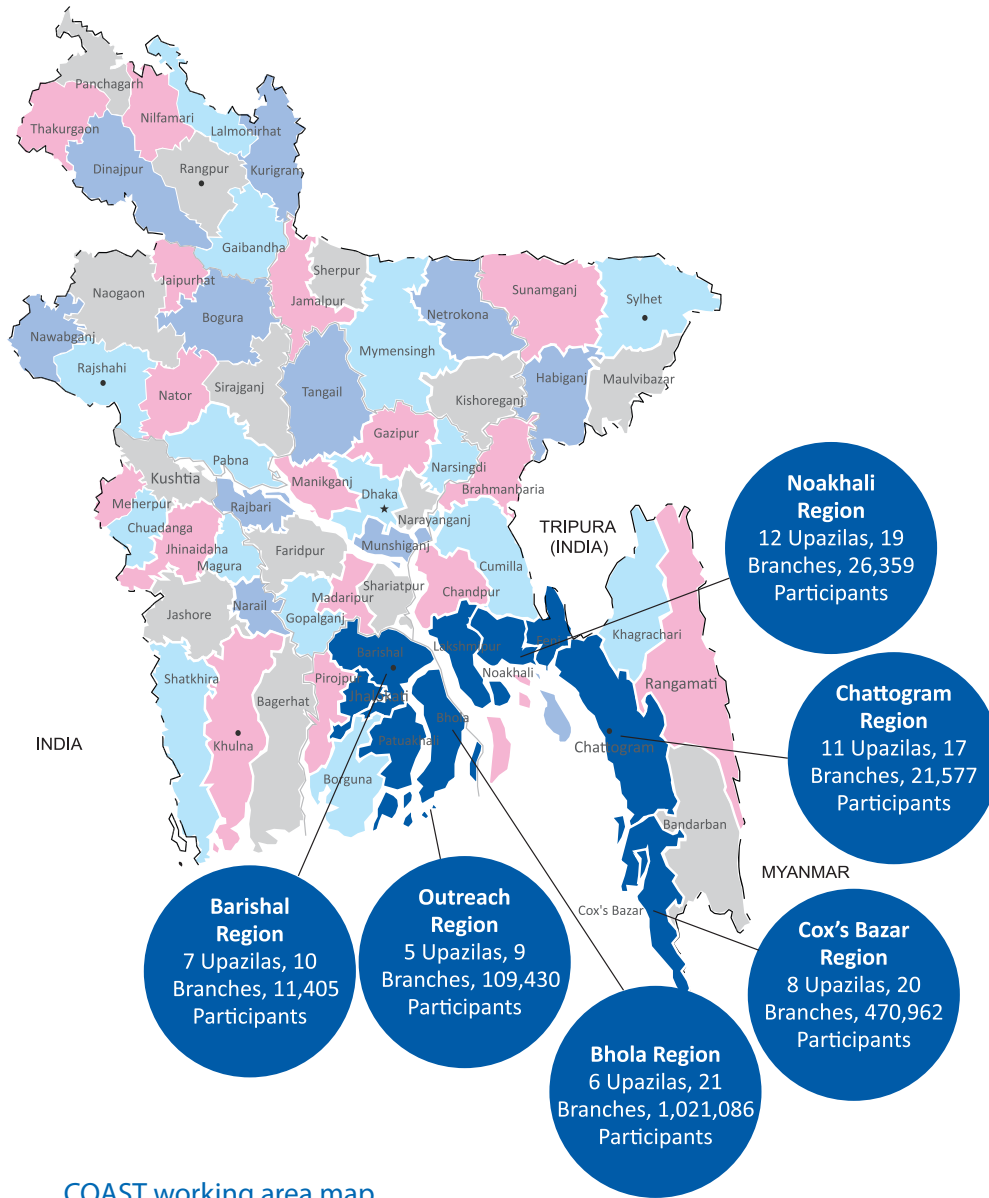 Panchagarh
Thakurgaon
Nilfamari
Lalmonirhat
Dinajpur
Rangpur
Kurigram
Gaibandha
Jaipurhat
Sherpur
Naogaon
Jamalpur
Bogura
Netrokona
Sunamganj
Sylhet
Nawabganj
Rajshahi
Mymensingh
Nator
Sirajganj
Tangail
Kishoreganj
Habiganj
Maulvibazar
Gazipur
Pabna
Narsingdi
Kushtia
Manikganj
Dhaka
Brahmanbaria
Meherpur
Rajbari
Narayanganj
Chuadanga
Jhinaidaha
Magura
Faridpur
Munshiganj
Cumilla
TRIPURA
(INDIA)
Jashore
Narail
Gopalganj
Madaripur
Shariatpur
Chandpur
Khagrachari
Shatkhira
Bagerhat
Pirojpur
Barishal
Jhalakati
Lakshmipur
Feni
Noakhali
Rangamati
INDIA
Khulna
Patuakhali
Bhola
Chattogram
Borguna
Bandarban
MYANMAR
Cox's Bazar
Noakhali
Region
12 Upazilas, 19
Branches, 26,359
Participants
Chattogram
Region
11 Upazilas, 17
Branches, 21,577
Participants
Barishal
Region
7 Upazilas, 10
Branches, 11,405
Participants
Outreach
Region
5 Upazilas, 9
Branches, 109,430
Participants
Cox’s Bazar
Region
8 Upazilas, 20
Branches, 470,962
Participants
Bhola Region
6 Upazilas, 21
Branches, 1,021,086
Participants
COAST working area map